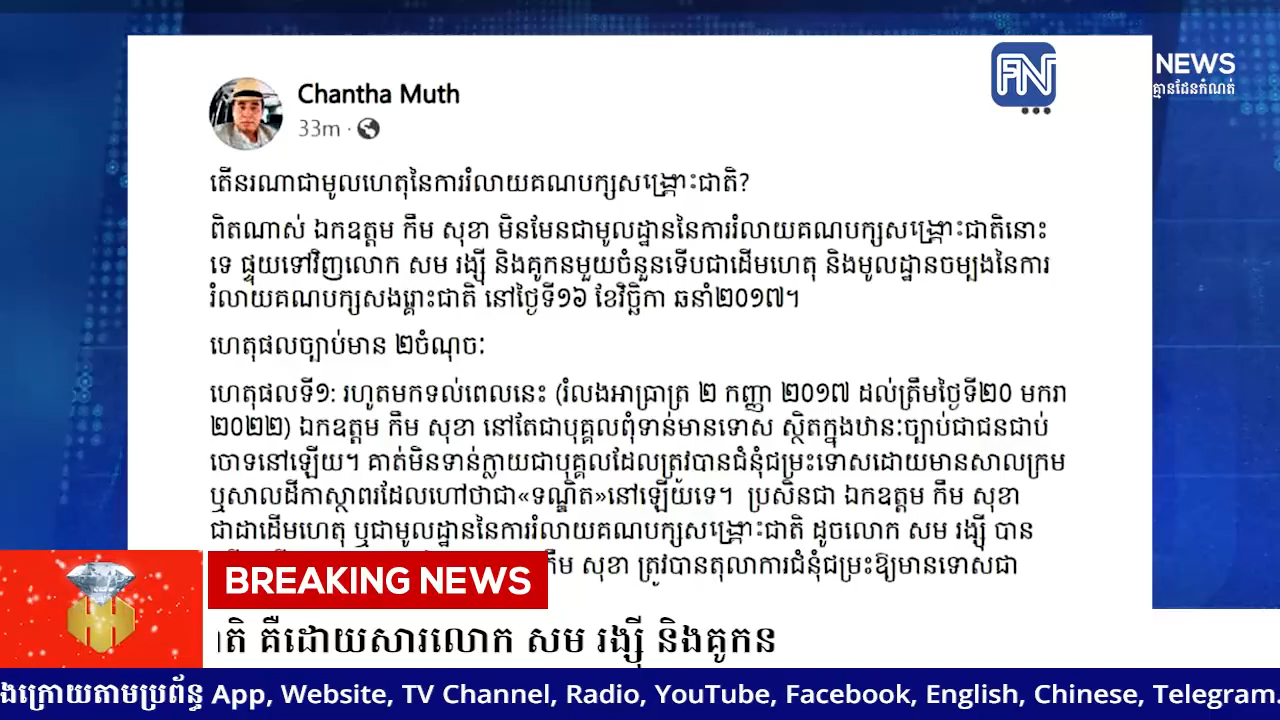 FN
NEWS
គ្មានដែនកំណត់
Chantha Muth
33m ·
តើនរណាជាមូលហេតុនៃការរំលាយគណបក្សសង្គ្រោះជាតិ?
ពិតណាស់ ឯកឧត្តម កឹម សុខា មិនមែនជាមូលដ្ឋាននៃការរំលាយគណបក្សសង្គ្រោះជាតិនោះ
ទេ ផ្ទុយទៅវិញលោក សម រង្ស៊ី និងគូកនមួយចំនួនទើបជាដើមហេតុ និងមូលដ្ឋានចម្បងនៃការ
រំលាយគណបក្សសងគ្រោះជាតិ នៅថ្ងៃទី១៦ ខែវិច្ឆិកា ឆនាំ២០១៧។
ហេតុផលច្បាប់មាន ២ចំណុច:
ហេតុផលទី១: រហូតមកទល់ពេលនេះ (រំលងអាធ្រាត្រ ២ កញ្ញា ២០១៧ ដល់ត្រឹមថ្ងៃទី២០ មករា
២០២២) ឯកឧត្តម កឹម សុខា នៅតែជាបុគ្គលពុំទាន់មានទោស ស្ថិតក្នុងឋានៈច្បាប់ជាជនជាប់
ចោទនៅឡើយ។ គាត់មិនទាន់ក្លាយជាបុគ្គលដែលត្រូវបានជំនុំជម្រះទោសដោយមានសាលក្រម
ឬសាលដីកាស្ថាពរដែលហៅថាជា«ទណ្ឌិត»នៅឡើយទេ។ ប្រសិនជា ឯកឧត្តម កឹម សុខា
ជាដាដើមហេតុ ឬជាមូលដ្ឋាននៃការរំលាយគណបក្សសង្គ្រោះជាតិ ដូចលោក សម រង្ស៊ី បាន
កឹម សុខា ត្រូវបានតុលាការជំនុំជម្រះឱ្យមានទោសជា
BREAKING NEWS
តិ គឺដោយសារលោក សម រង្ស៊ី និងគូកន
ងក្រោយតាមប្រព័ន្ធ App, Website, TV Channel, Radio, YouTube, Facebook, English, Chinese, Telegram.